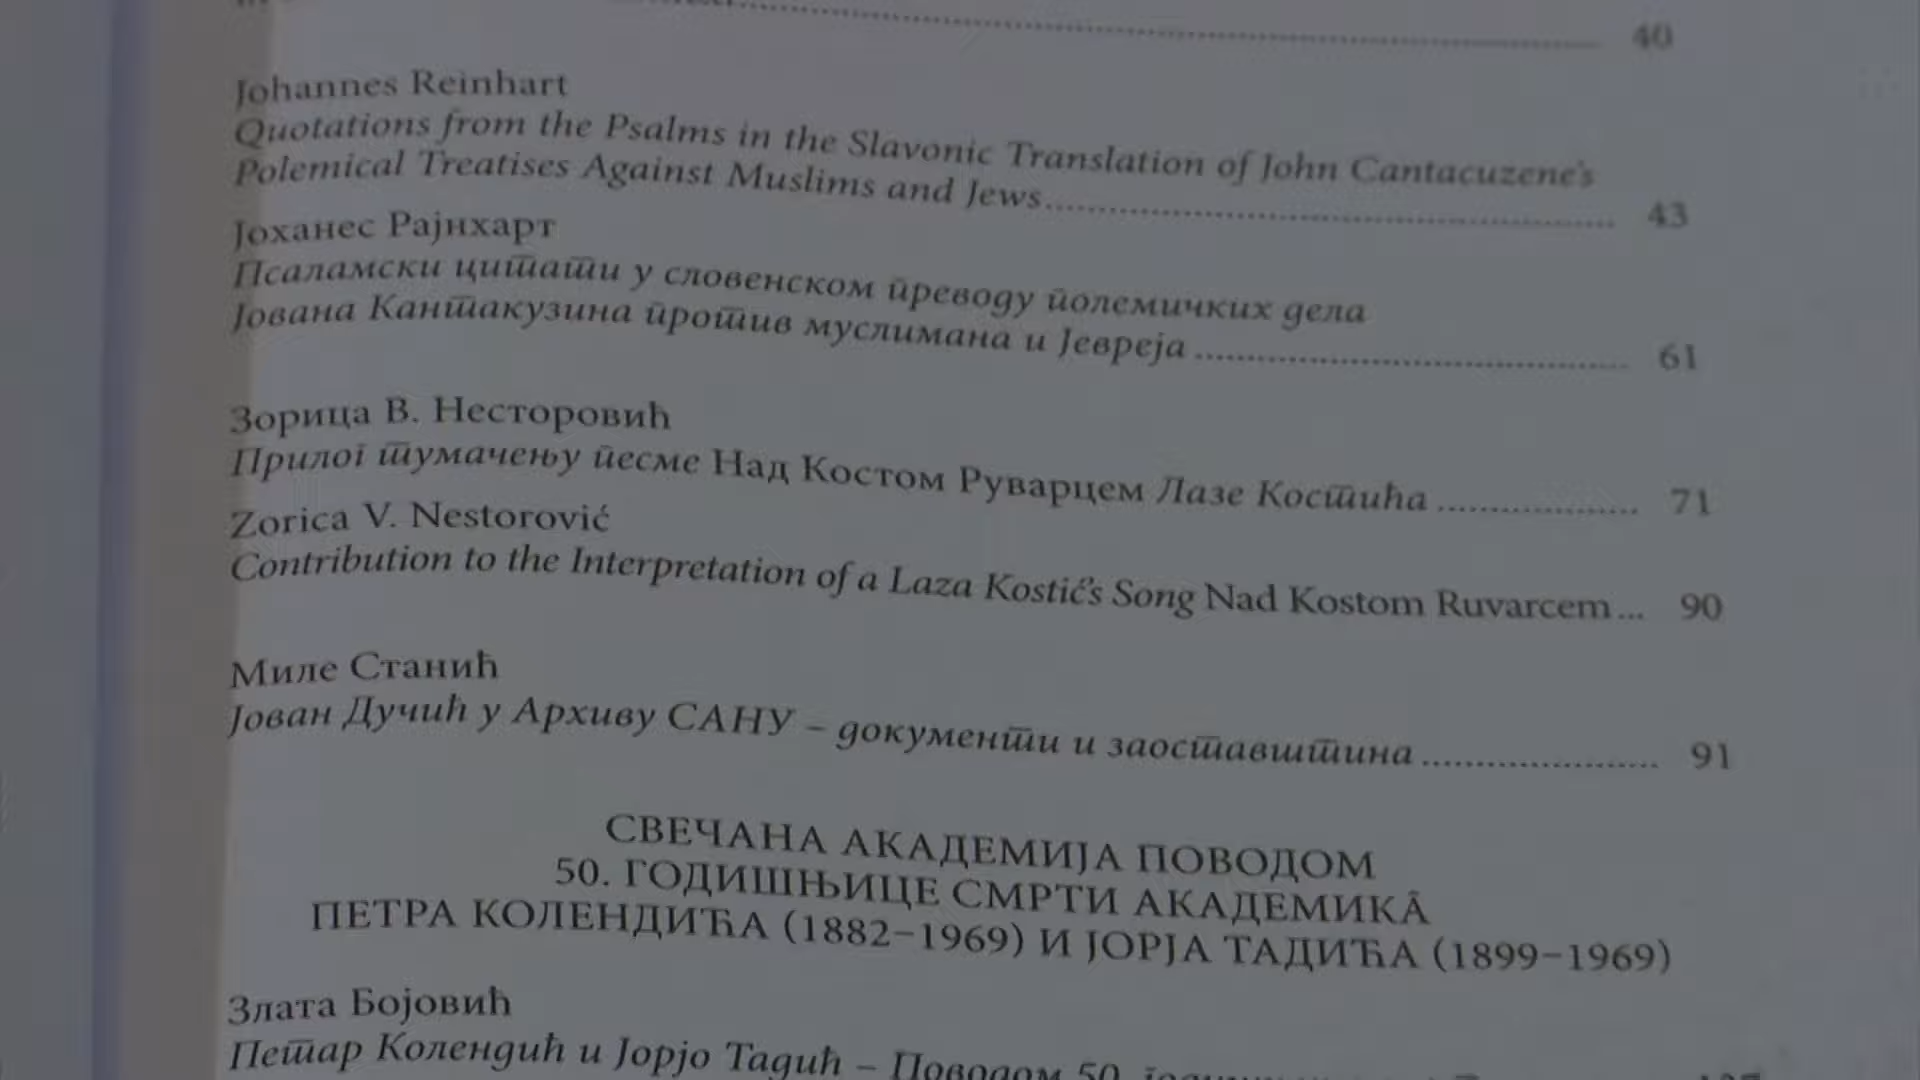 40
Johannes Reinhart
Quotations from the Psalms in the Slavonic Translation of John Cantacuzene's
Polemical Treatises Against Muslims and Jews........................................ 43
Јоханес Рајнхарт
Псаламски цитати у словенском преводу полемичких дела
Јована Кантакузина против муслимана и Јевреја .............................. 61
Зорица В. Несторовић
Прилог тумачењу песме Над Костом Руварцем Лазе Костића .................. 71
Zorica V. Nestorović
Contribution to the Interpretation of a Laza Kostić's Song Nad Kostom Ruvarcem ... 90
Миле Станић
Јован Дучић у Архиву САНУ – документи и заоставштина ..................... 91
СВЕЧАНА АКАДЕМИЈА ПОВОДОМ
50. ГОДИШЊИЦЕ СМРТИ АКАДЕМИКÂ
ПЕТРА КОЛЕНДИЋА (1882–1969) И ЈОРЈА ТАДИЋА (1899–1969)
Злата Бојовић
Петар Колендић и Јорјо Тадић – Поводом 50.